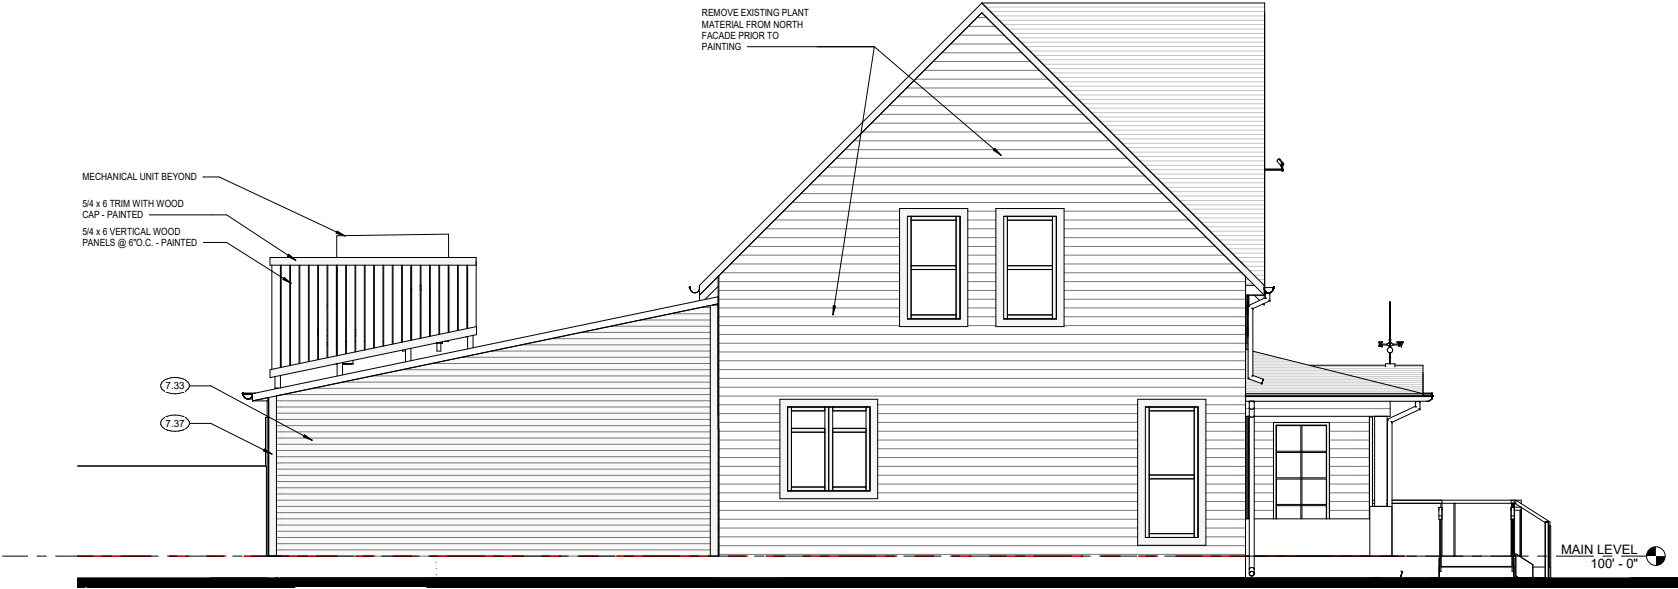 REMOVE EXISTING PLANT
MATERIAL FROM NORTH
FACADE PRIOR TO
PAINTING
MECHANICAL UNIT BEYOND
5/4 x 6 TRIM WITH WOOD
CAP - PAINTED
5/4 x 6 VERTICAL WOOD
PANELS @ 6"O.C. - PAINTED
7.33
7.37
MAIN LEVEL
100' - 0"